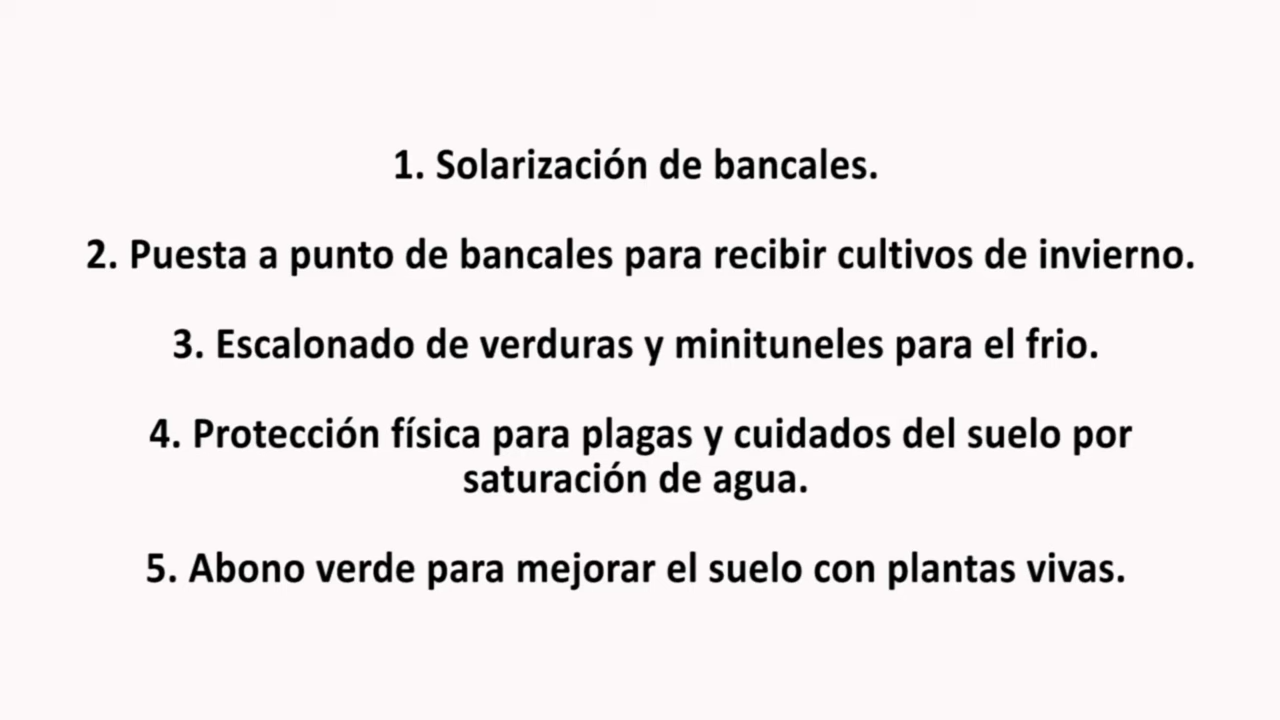 1. Solarización de bancales.
2. Puesta a punto de bancales para recibir cultivos de invierno.
3. Escalonado de verduras y minituneles para el frio.
4. Protección física para plagas y cuidados del suelo por
saturación de agua.
5. Abono verde para mejorar el suelo con plantas vivas.